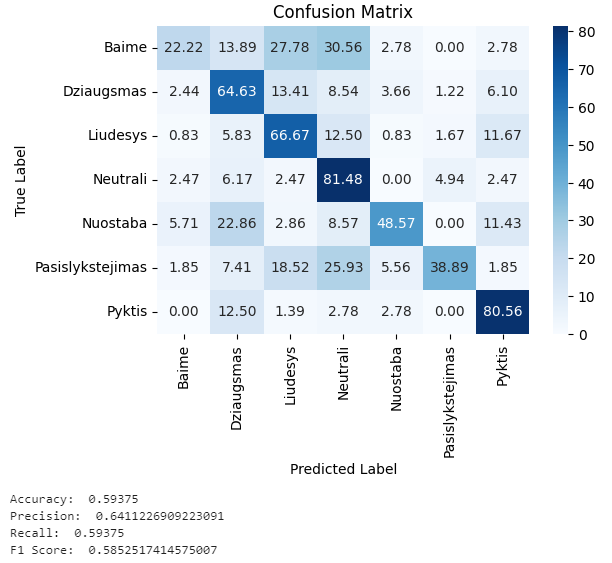 Confusion Matrix
True Label
Baime 22.22 13.89 27.78 30.56 2.78 0.00 2.78
Dziaugsmas 2.44 64.63 13.41 8.54 3.66 1.22 6.10
Liudesys 0.83 5.83 66.67 12.50 0.83 1.67 11.67
Neutrali 2.47 6.17 2.47 81.48 0.00 4.94 2.47
Nuostaba 5.71 22.86 2.86 8.57 48.57 0.00 11.43
Pasislykstejimas 1.85 7.41 18.52 25.93 5.56 38.89 1.85
Pyktis 0.00 12.50 1.39 2.78 2.78 0.00 80.56
Baime Dziaugsmas Liudesys Neutrali Nuostaba Pasislykstejimas Pyktis
Predicted Label
80
70
60
50
40
30
20
10
0
Accuracy: 0.59375
Precision: 0.6411226909223091
Recall: 0.59375
F1 Score: 0.5852517414575007